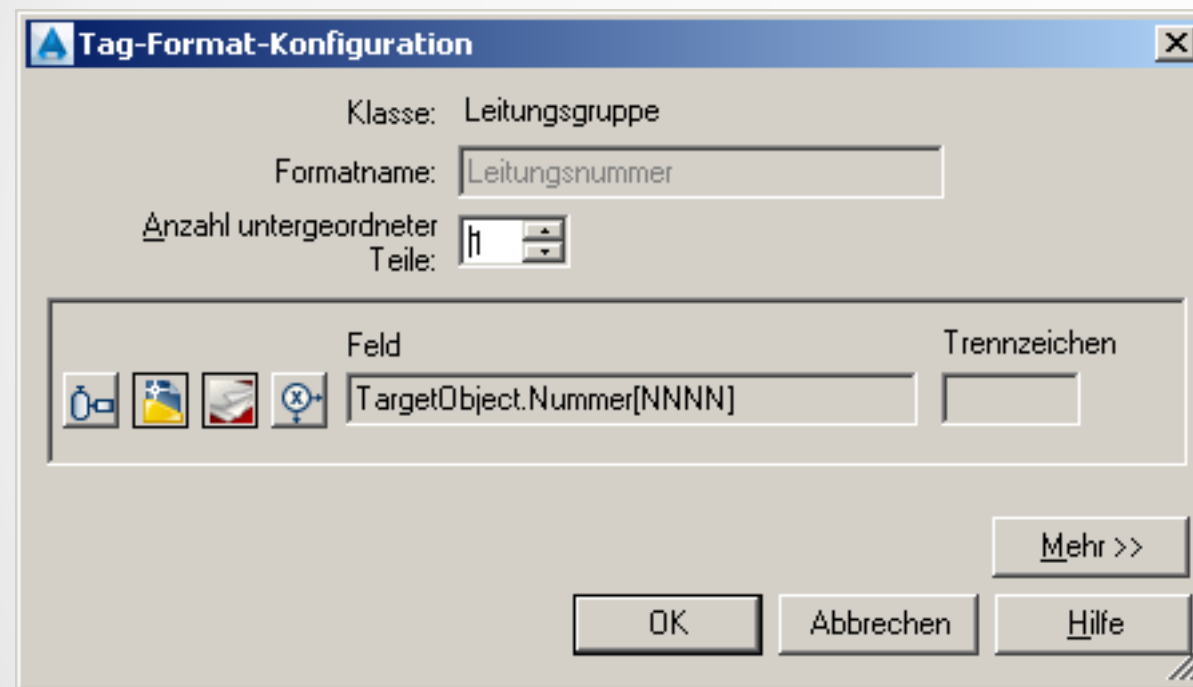 Tag-Format-Konfiguration
Klasse: Leitungsgruppe
Formatname: Leitungsnummer
Anzahl untergeordneter
Teile:
Feld
Trennzeichen
TargetObject.Nummer[NNNN]
Mehr >>
OK
Abbrechen
Hilfe